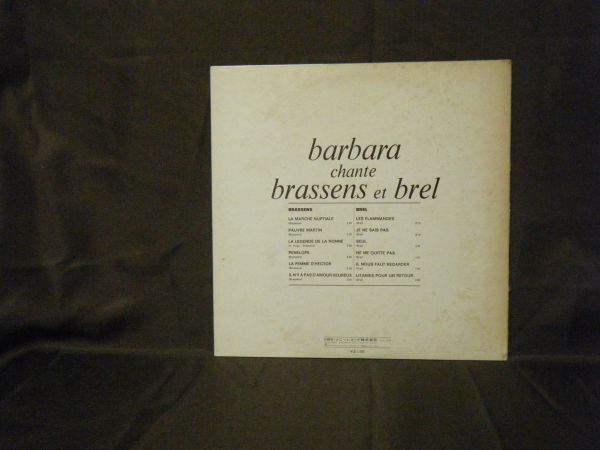 barbara
chante
brassens et brel
BRASSENS
LA MARCHE NUPTIALE
PAUVRE MARTIN
LA LEGENDE DE LA NONNE
PENELOPE
LA FEMME D'HECTOR
IL N'Y A PAS D'AMOUR HEUREUX
BREL
LES FLAMMANDES
JE NE SAIS PAS
SEUL
NE ME QUITTE PAS
IL NOUS FAUT REGARDER
LITANIES POUR UN RETOUR